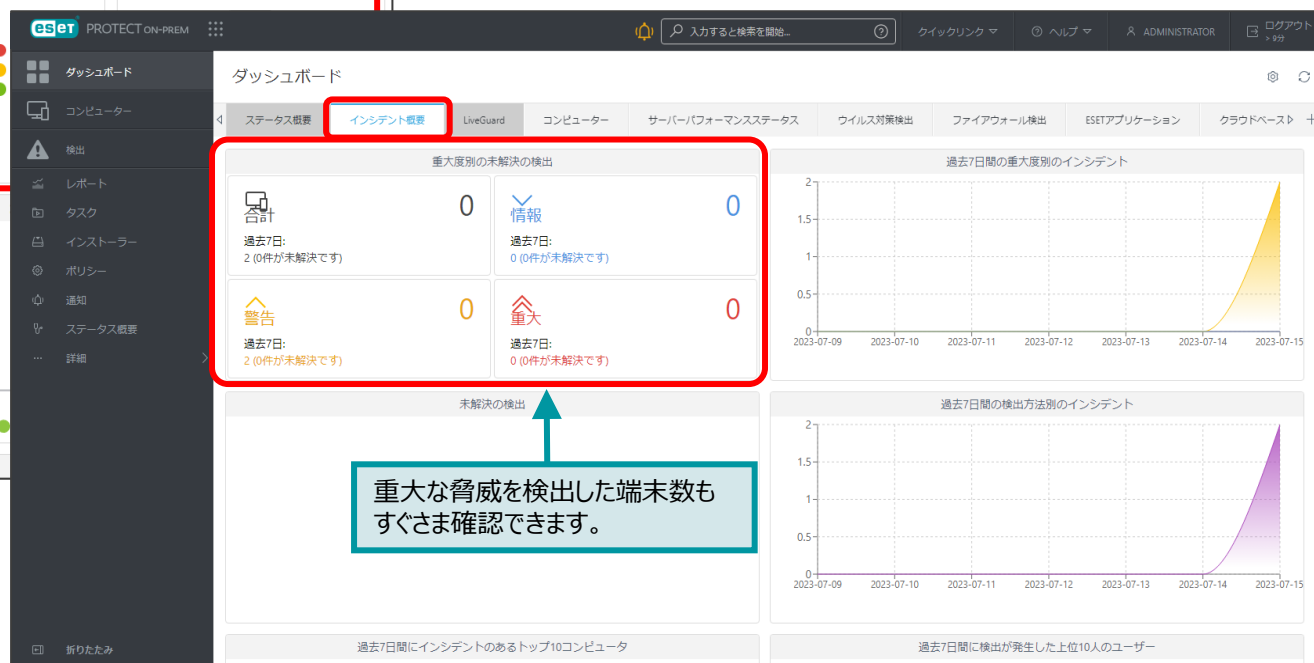 eset PROTECT ON-PREM
入力すると検索を開始...
クイックリンク
ヘルプ
ADMINISTRATOR
ログアウト
> 9分
ダッシュボード
コンピューター
検出
レポート
タスク
インストーラー
ポリシー
通知
ステータス概要
詳細
折りたたみ
ダッシュボード
ステータス概要
インシデント概要
LiveGuard
コンピューター
サーバーパフォーマンスステータス
ウイルス対策検出
ファイアウォール検出
ESETアプリケーション
クラウドベース
重大度別の未解決の検出
合計
0
過去7日:
2 (0件が未解決です)
情報
0
過去7日:
0 (0件が未解決です)
警告
0
過去7日:
2 (0件が未解決です)
重大
0
過去7日:
0 (0件が未解決です)
過去7日間の重大度別のインシデント
2
1.5
1
0.5
0
2023-07-09
2023-07-10
2023-07-11
2023-07-12
2023-07-13
2023-07-14
2023-07-15
未解決の検出
重大な脅威を検出した端末数も
すぐさま確認できます。
過去7日間の検出方法別のインシデント
2
1.5
1
0.5
0
2023-07-09
2023-07-10
2023-07-11
2023-07-12
2023-07-13
2023-07-14
2023-07-15
過去7日間にインシデントのあるトップ10コンピュータ
過去7日間に検出が発生した上位10人のユーザー